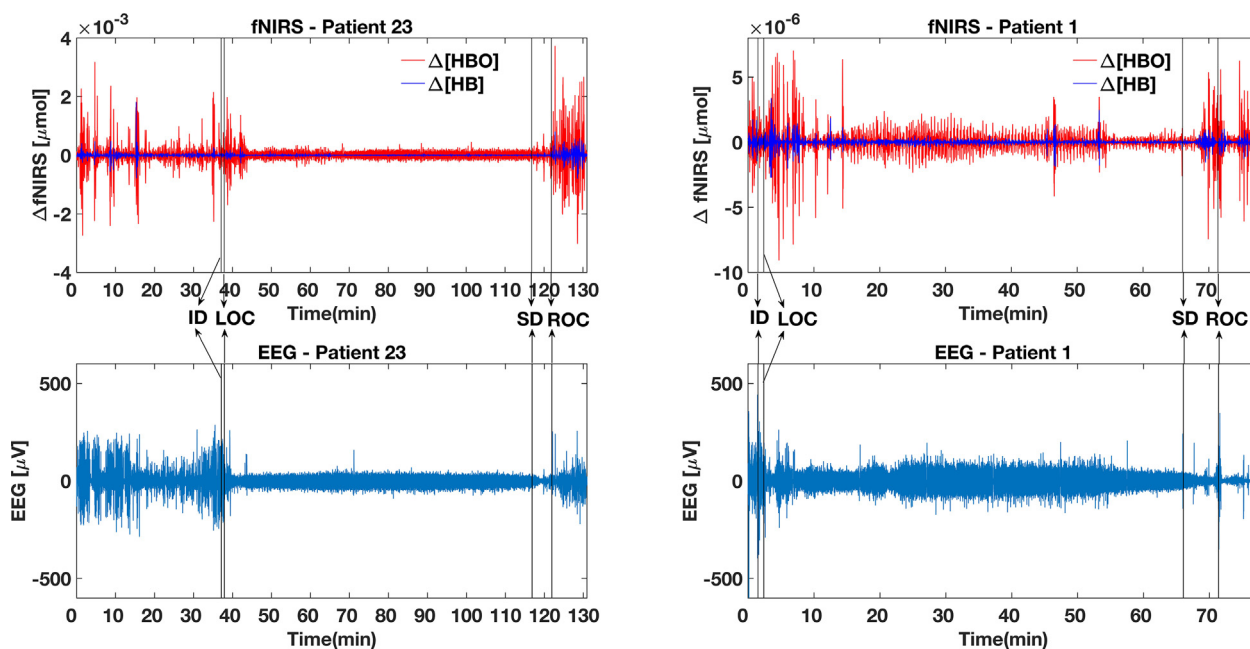 fNIRS - Patient 23
×10⁻³
4
2
0
-2
-4
ΔfNIRS [μmol]
Δ[HBO]
Δ[HB]
0 10 20 30 40 50 60 70 80 90 100 110 120 130
Time(min)
fNIRS - Patient 1
×10⁻⁶
5
0
-5
-10
Δ fNIRS [μmol]
Δ[HBO]
Δ[HB]
0 10 20 30 40 50 60 70
Time(min)
ID LOC SD ROC
ID LOC SD ROC
EEG - Patient 23
500
0
-500
EEG [μV]
0 10 20 30 40 50 60 70 80 90 100 110 120 131
Time(min)
EEG - Patient 1
500
0
-500
EEG [μV]
0 10 20 30 40 50 60 70
Time(min)